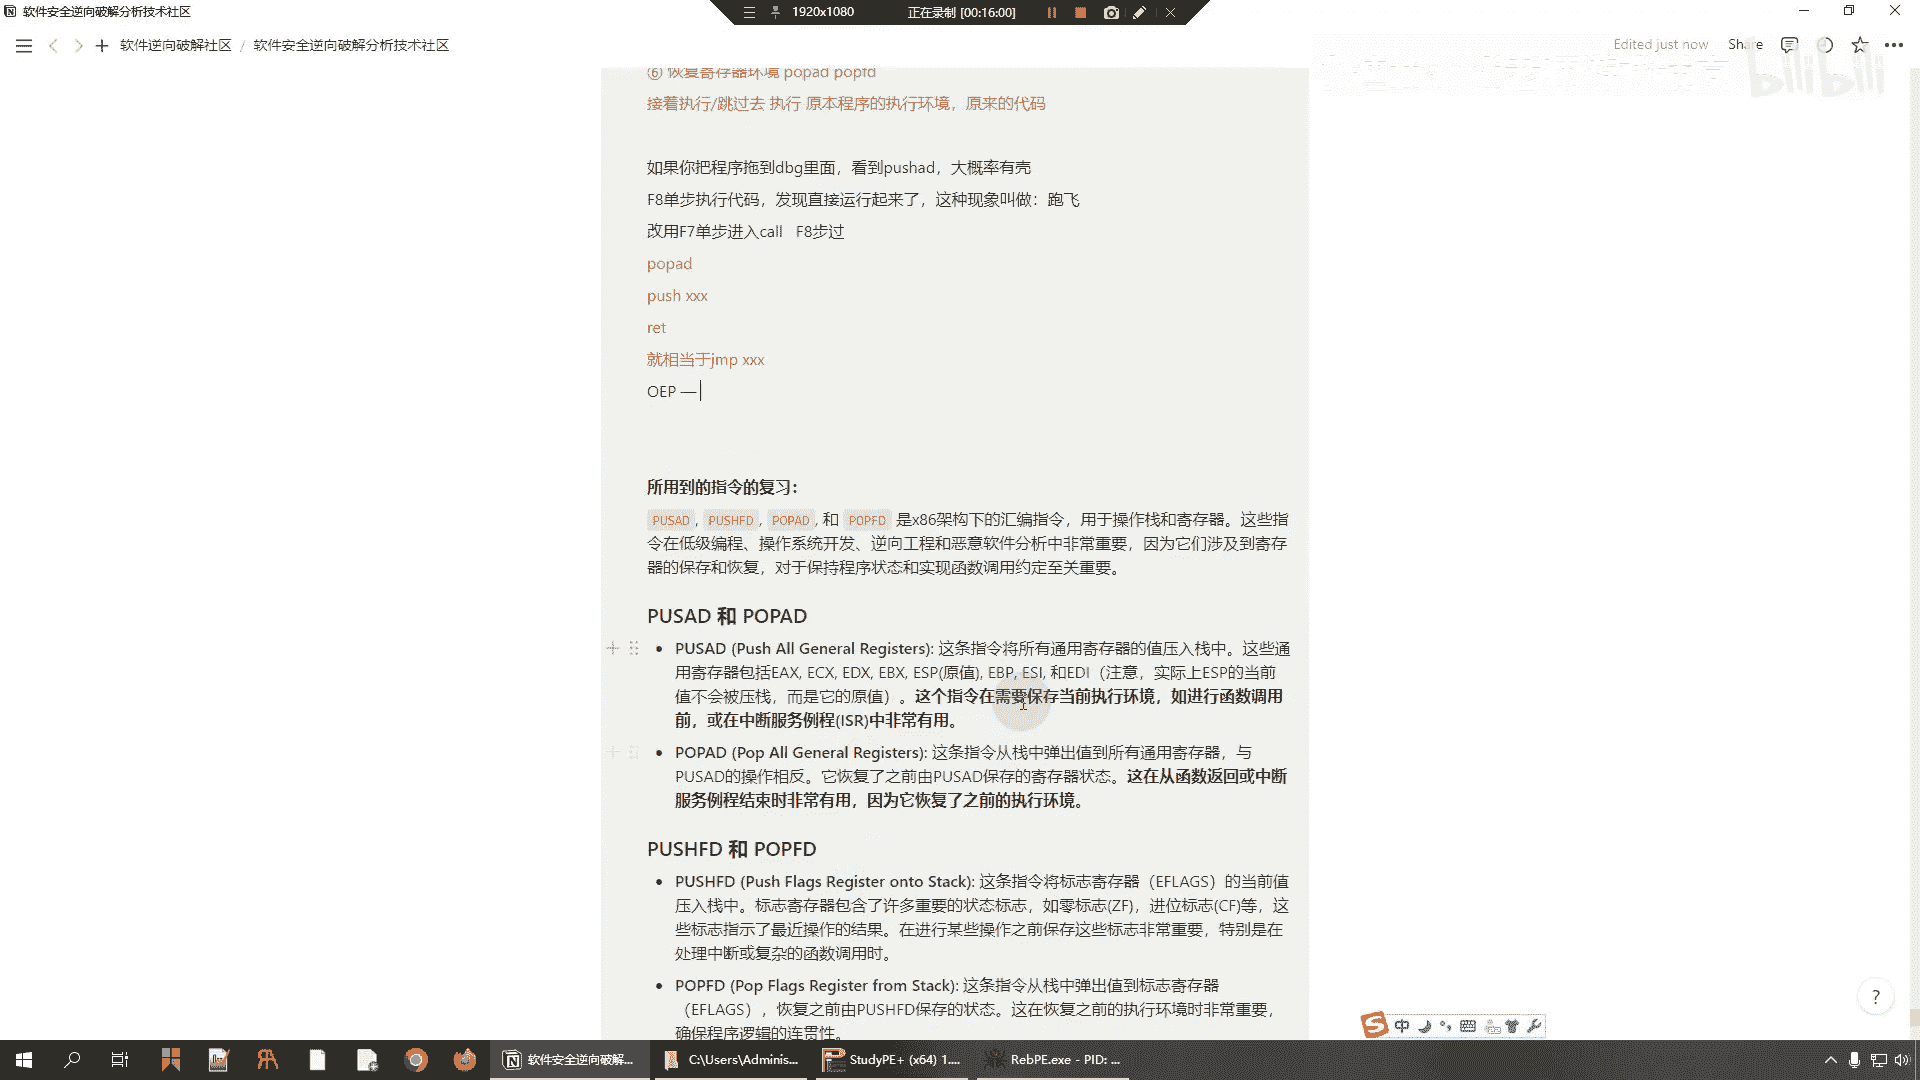 软件安全逆向破解分析技术社区
1920x1080
正在录制 [00:16:00]
软件逆向破解社区 / 软件安全逆向破解分析技术社区
Edited just now
Share
bilibili
⑥ 恢复寄存器环境 popad popfd
接着执行/跳过去 执行 原本程序的执行环境，原来的代码
如果你把程序拖到dbg里面，看到pushad，大概率有壳
F8单步执行代码，发现直接运行起来了，这种现象叫做：跑飞
改用F7单步进入call F8步过
popad
push xxx
ret
就相当于jmp xxx
OEP —
所用到的指令的复习：
PUSAD, PUSHFD, POPAD, 和 POPFD 是x86架构下的汇编指令，用于操作栈和寄存器。这些指
令在低级编程、操作系统开发、逆向工程和恶意软件分析中非常重要，因为它们涉及到寄存
器的保存和恢复，对于保持程序状态和实现函数调用约定至关重要。
PUSAD 和 POPAD
• PUSAD (Push All General Registers): 这条指令将所有通用寄存器的值压入栈中。这些通
用寄存器包括EAX, ECX, EDX, EBX, ESP(原值), EBP, ESI, 和EDI（注意，实际上ESP的当前
值不会被压栈，而是它的原值）。这个指令在需要保存当前执行环境，如进行函数调用
前，或在中断服务例程(ISR)中非常有用。
• POPAD (Pop All General Registers): 这条指令从栈中弹出值到所有通用寄存器，与
PUSAD的操作相反。它恢复了之前由PUSAD保存的寄存器状态。这在从函数返回或中断
服务例程结束时非常有用，因为它恢复了之前的执行环境。
PUSHFD 和 POPFD
• PUSHFD (Push Flags Register onto Stack): 这条指令将标志寄存器（EFLAGS）的当前值
压入栈中。标志寄存器包含了许多重要的状态标志，如零标志(ZF)，进位标志(CF)等，这
些标志指示了最近操作的结果。在进行某些操作之前保存这些标志非常重要，特别是在
处理中断或复杂的函数调用时。
• POPFD (Pop Flags Register from Stack): 这条指令从栈中弹出值到标志寄存器
（EFLAGS），恢复之前由PUSHFD保存的状态。这在恢复之前的执行环境时非常重要，
确保程序逻辑的连贯性。
?
中
软件安全逆向破解...
C:\Users\Adminis...
StudyPE+ (x64) 1....
RebPE.exe - PID: ...